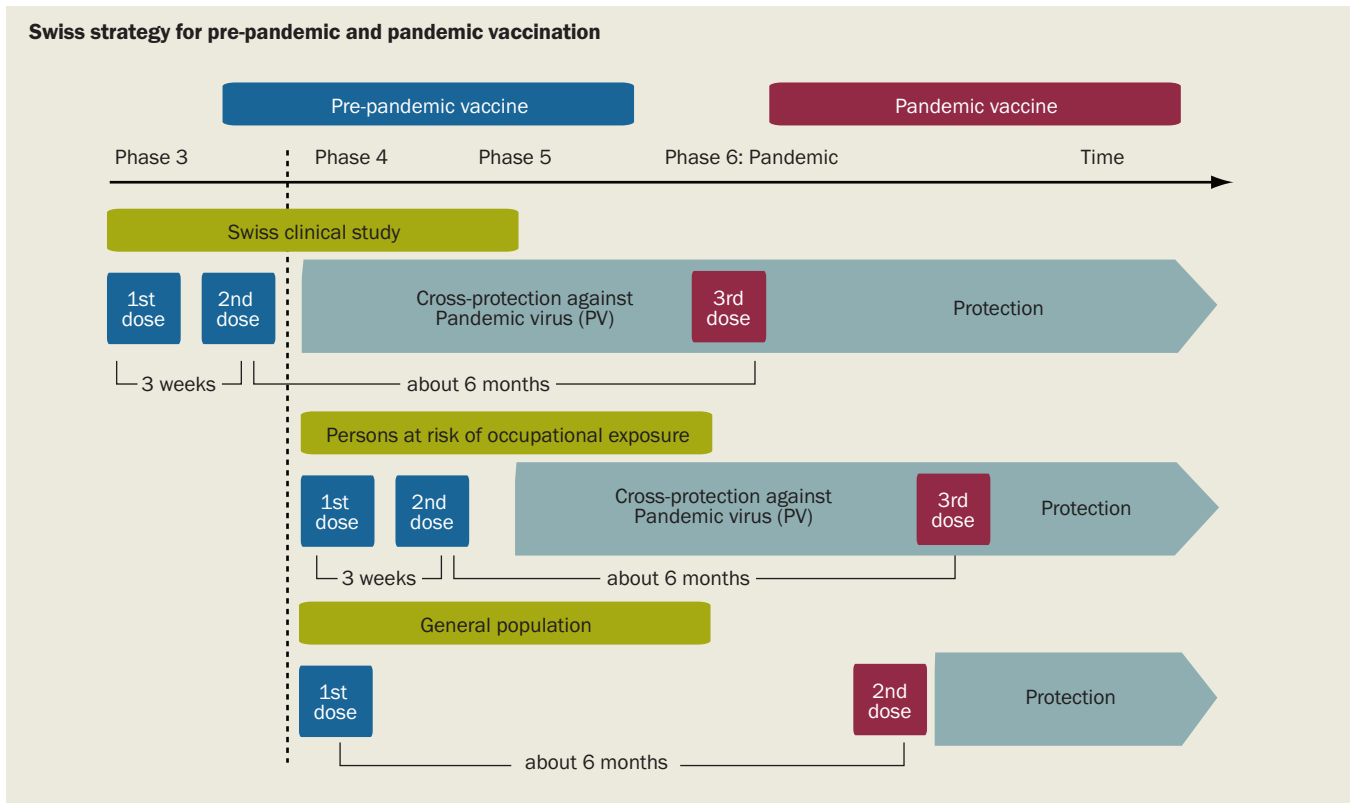 Swiss strategy for pre-pandemic and pandemic vaccination
Pre-pandemic vaccine
Pandemic vaccine
Phase 3
Phase 4
Phase 5
Phase 6: Pandemic
Time
Swiss clinical study
1st
dose
2nd
dose
Cross-protection against
Pandemic virus (PV)
3rd
dose
Protection
3 weeks
about 6 months
Persons at risk of occupational exposure
1st
dose
2nd
dose
Cross-protection against
Pandemic virus (PV)
3rd
dose
Protection
3 weeks
about 6 months
General population
1st
dose
2nd
dose
Protection
about 6 months